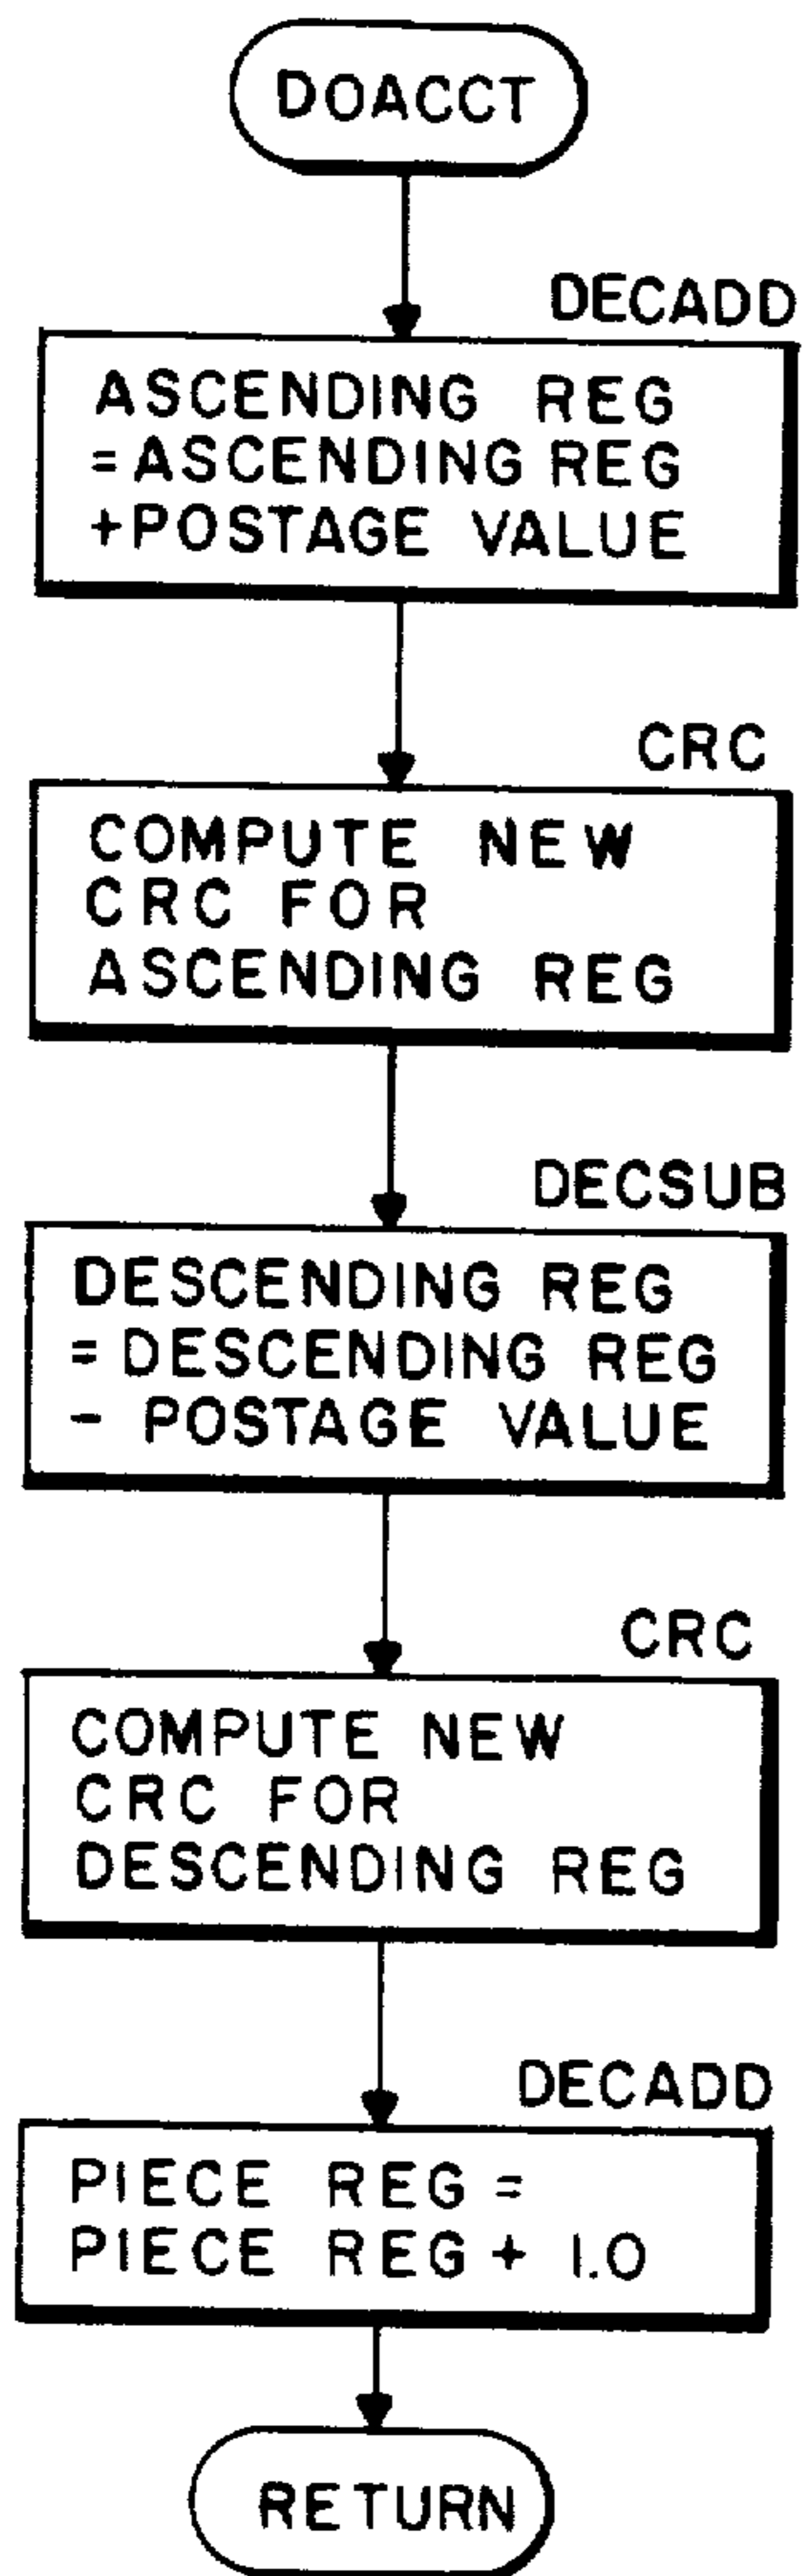 DOACCT
DECADD
ASCENDING REG
=ASCENDING REG
+POSTAGE VALUE
CRC
COMPUTE NEW
CRC FOR
ASCENDING REG
DECSUB
DESCENDING REG
= DESCENDING REG
- POSTAGE VALUE
CRC
COMPUTE NEW
CRC FOR
DESCENDING REG
DECADD
PIECE REG =
PIECE REG + 1.0
RETURN